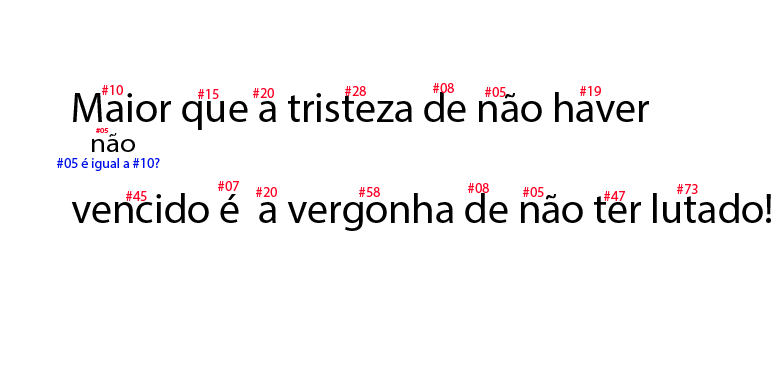 #10 #15 #20 #28 #08 #05 #19
Maior que a tristeza de não haver
#05
não
#05 é igual a #10?
#45 #07 #20 #58 #08 #05 #47 #73
vencido é a vergonha de não ter lutado!